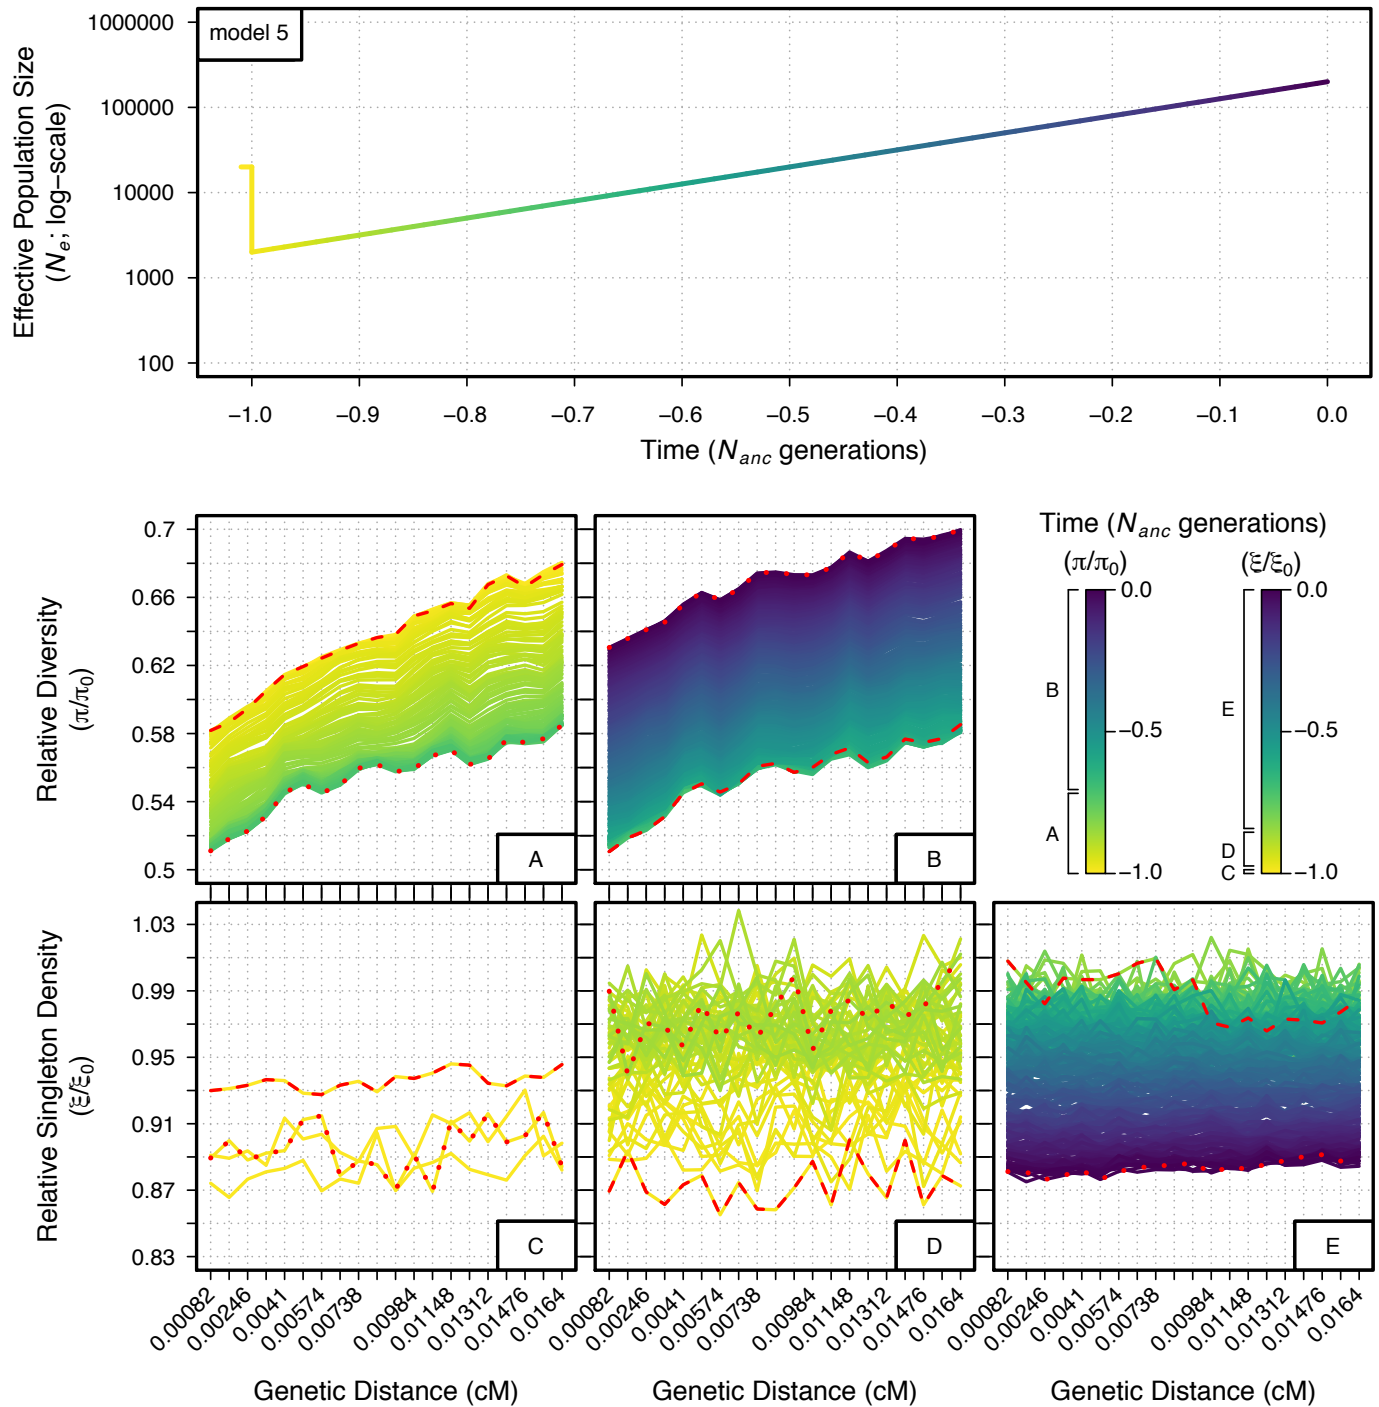 model 5
Effective Population Size
(Ne; log−scale)
1000000
100000
10000
1000
100
−1.0 −0.9 −0.8 −0.7 −0.6 −0.5 −0.4 −0.3 −0.2 −0.1 0.0
Time (Nanc generations)
Relative Diversity
(π/π0)
0.7
0.66
0.62
0.58
0.54
0.5
A
B
Time (Nanc generations)
(π/π0) (ξ/ξ0)
0.0 0.0
B
E
−0.5 −0.5
A
D
C
−1.0 −1.0
Relative Singleton Density
(ξ/ξ0)
1.03
0.99
0.95
0.91
0.87
0.83
C
D
E
0.00082 0.00246 0.0041 0.00574 0.00738 0.00984 0.01148 0.01312 0.01476 0.0164
0.00082 0.00246 0.0041 0.00574 0.00738 0.00984 0.01148 0.01312 0.01476 0.0164
0.00082 0.00246 0.0041 0.00574 0.00738 0.00984 0.01148 0.01312 0.01476 0.0164
Genetic Distance (cM)
Genetic Distance (cM)
Genetic Distance (cM)